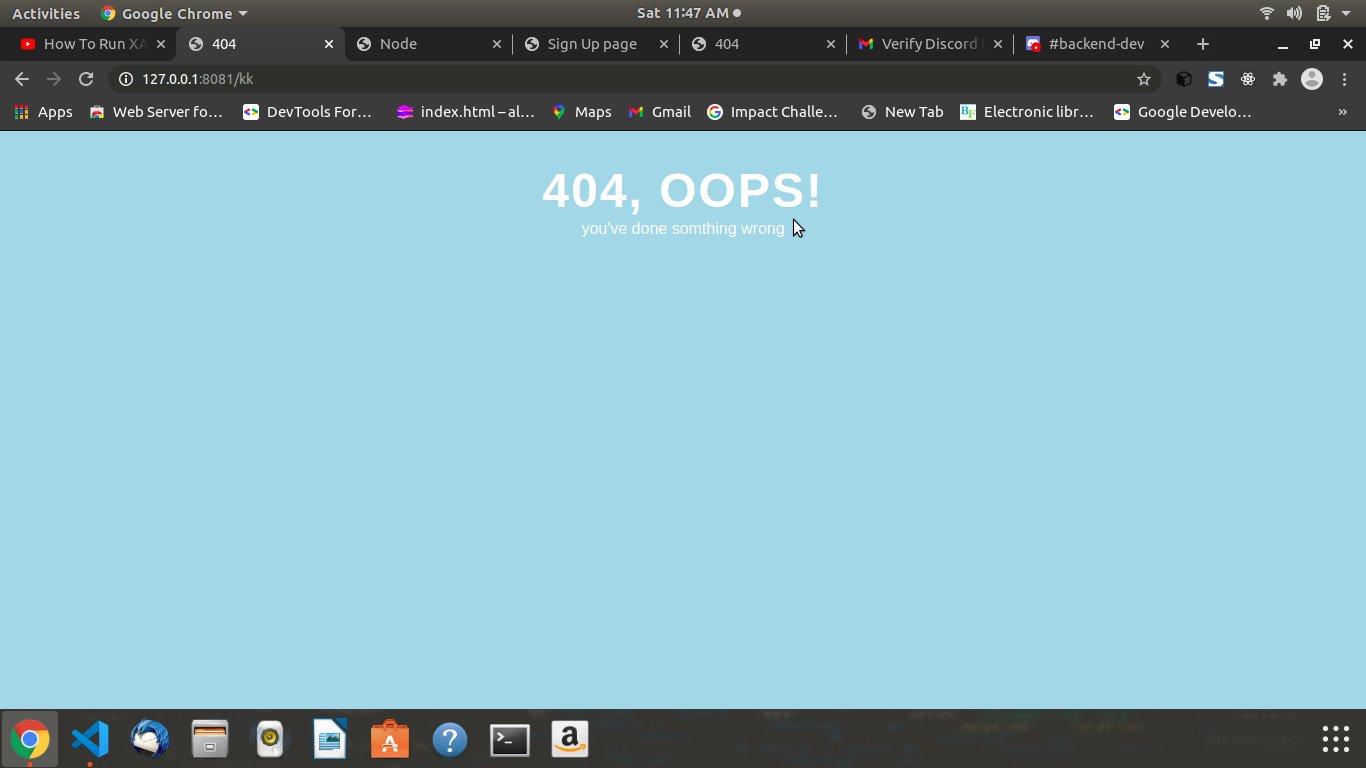 Activities Google Chrome Sat 11:47 AM
How To Run XA 404 Node Sign Up page 404 Verify Discord #backend-dev
127.0.0.1:8081/kk
Apps Web Server fo… DevTools For… index.html – al… Maps Gmail Impact Challe… New Tab Electronic libr… Google Develo… »
404, OOPS!
you've done somthing wrong